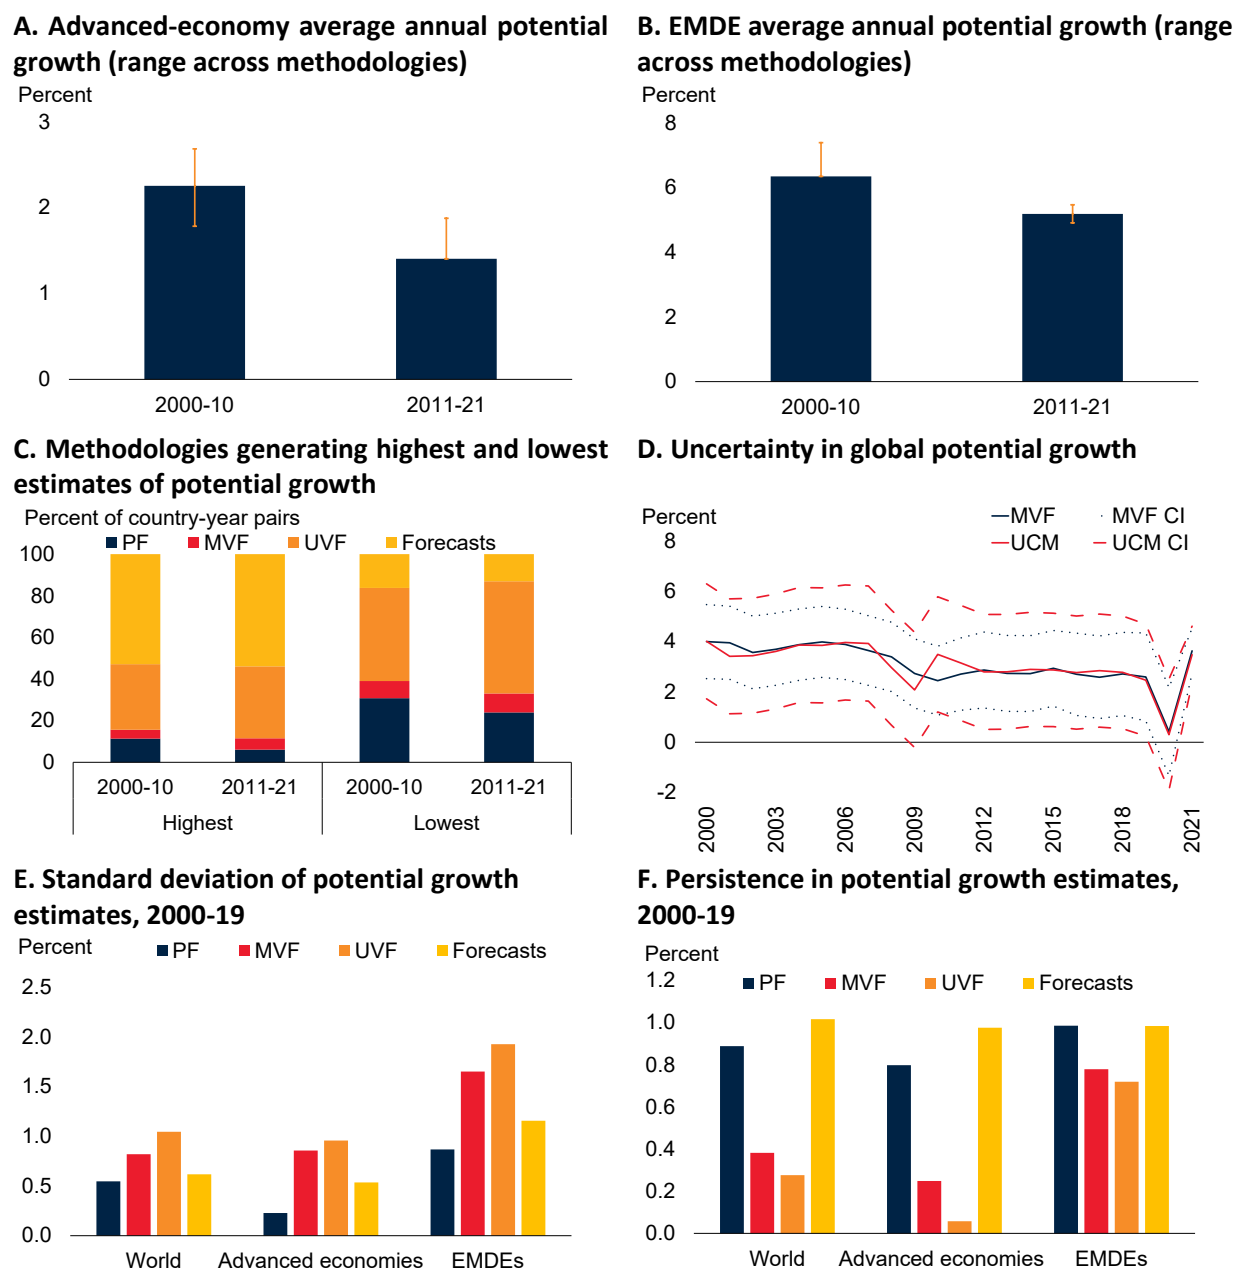 A. Advanced-economy average annual potential
growth (range across methodologies)
Percent
3
2
1
0
2000-10 2011-21
B. EMDE average annual potential growth (range
across methodologies)
Percent
8
6
4
2
0
2000-10 2011-21
C. Methodologies generating highest and lowest
estimates of potential growth
Percent of country-year pairs
PF MVF UVF Forecasts
100
80
60
40
20
0
2000-10 2011-21 2000-10 2011-21
Highest Lowest
D. Uncertainty in global potential growth
Percent
MVF MVF CI
UCM UCM CI
8
6
4
2
0
-2
2000 2003 2006 2009 2012 2015 2018 2021
E. Standard deviation of potential growth
estimates, 2000-19
Percent
PF MVF UVF Forecasts
2.5
2.0
1.5
1.0
0.5
0.0
World Advanced economies EMDEs
F. Persistence in potential growth estimates,
2000-19
Percent
1.2
PF MVF UVF Forecasts
1.0
0.8
0.6
0.4
0.2
0.0
World Advanced economies EMDEs